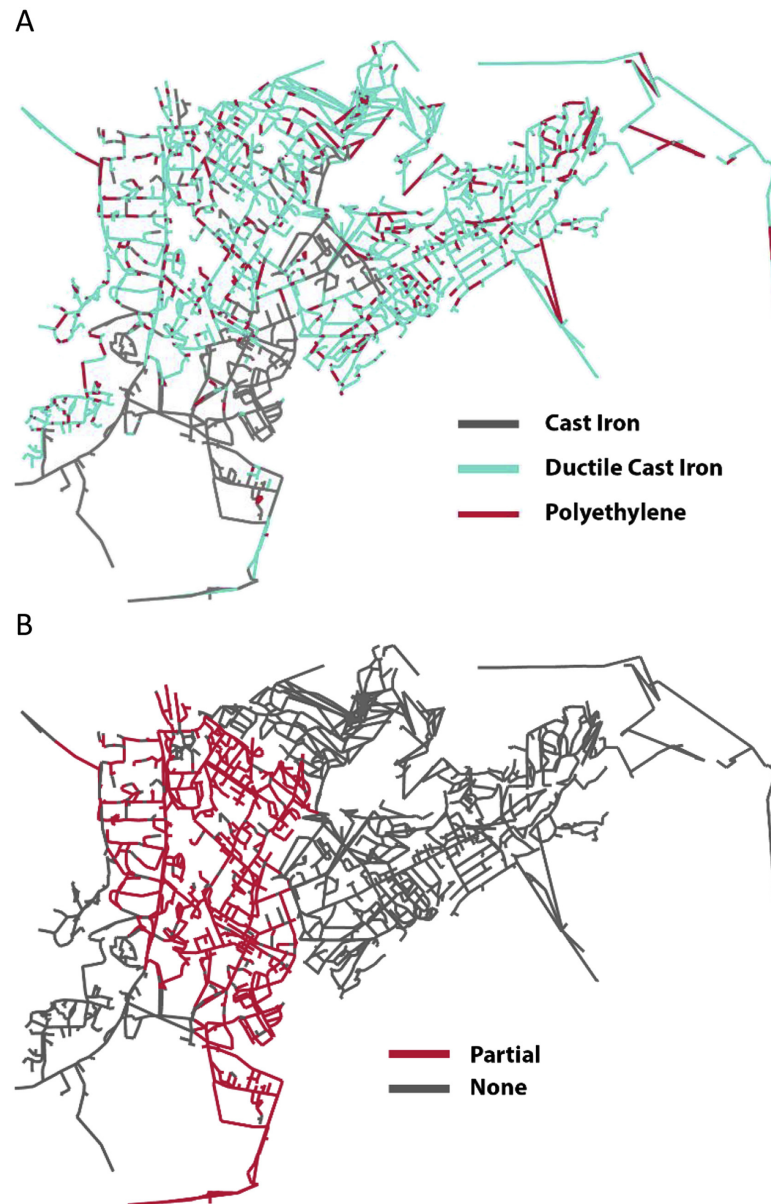 A
Cast Iron
Ductile Cast Iron
Polyethylene
B
Partial
None